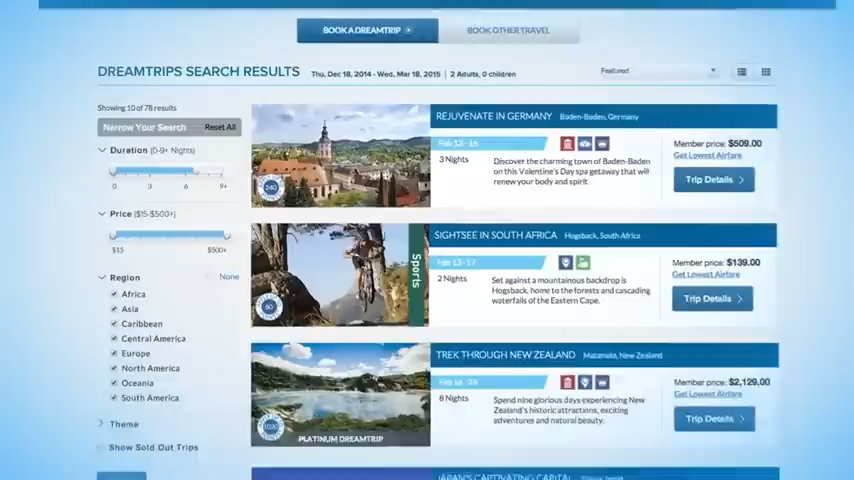 BOOK A DREAMTRIP
BOOK OTHER TRAVEL
DREAMTRIPS SEARCH RESULTS
Thu, Dec 18, 2014 - Wed, Mar 18, 2015 | 2 Adults, 0 children
Featured
Showing 10 of 78 results
Narrow Your Search
Reset All
Duration (0-9+ Nights)
0 3 6 9+
Price ($15-$500+)
$15 $500+
Region
None
Africa
Asia
Caribbean
Central America
Europe
North America
Oceania
South America
Theme
Show Sold Out Trips
REJUVENATE IN GERMANY Baden-Baden, Germany
240
Feb 13 - 16
3 Nights
Discover the charming town of Baden-Baden
on this Valentine's Day spa getaway that will
renew your body and spirit.
Member price: $509.00
Get Lowest Airfare
Trip Details
SIGHTSEE IN SOUTH AFRICA Hogsback, South Africa
Sports
60
2 Nights
Set against a mountainous backdrop is
Hogsback, home to the forests and cascading
waterfalls of the Eastern Cape.
Member price: $139.00
Get Lowest Airfare
Trip Details
TREK THROUGH NEW ZEALAND Matamata, New Zealand
PLATINUM DREAMTRIP
8 Nights
Spend nine glorious days experiencing New
Zealand's historic attractions, exciting
adventures and natural beauty.
Member price: $2,129.00
Get Lowest Airfare
Trip Details
JAPAN'S CAPTIVATING CAPITAL